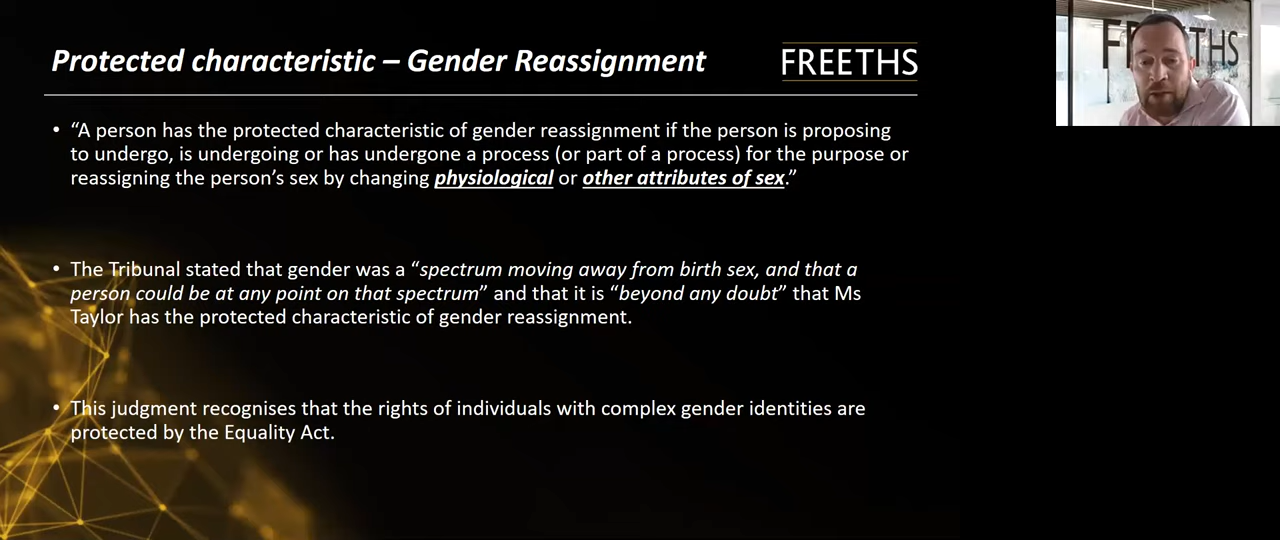 Protected characteristic – Gender Reassignment
FREETHS
• “A person has the protected characteristic of gender reassignment if the person is proposing
to undergo, is undergoing or has undergone a process (or part of a process) for the purpose or
reassigning the person’s sex by changing physiological or other attributes of sex.”
• The Tribunal stated that gender was a “spectrum moving away from birth sex, and that a
person could be at any point on that spectrum” and that it is “beyond any doubt” that Ms
Taylor has the protected characteristic of gender reassignment.
• This judgment recognises that the rights of individuals with complex gender identities are
protected by the Equality Act.
FREETHS